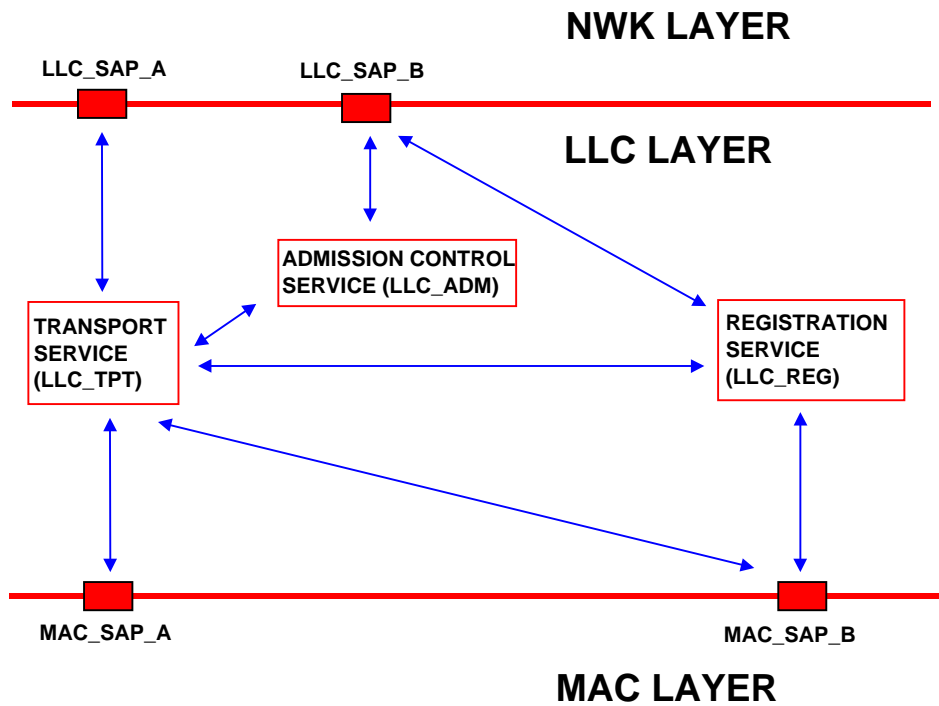 NWK LAYER
LLC_SAP_A
LLC_SAP_B
LLC LAYER
ADMISSION CONTROL
SERVICE (LLC_ADM)
TRANSPORT
SERVICE
(LLC_TPT)
REGISTRATION
SERVICE
(LLC_REG)
MAC_SAP_A
MAC_SAP_B
MAC LAYER